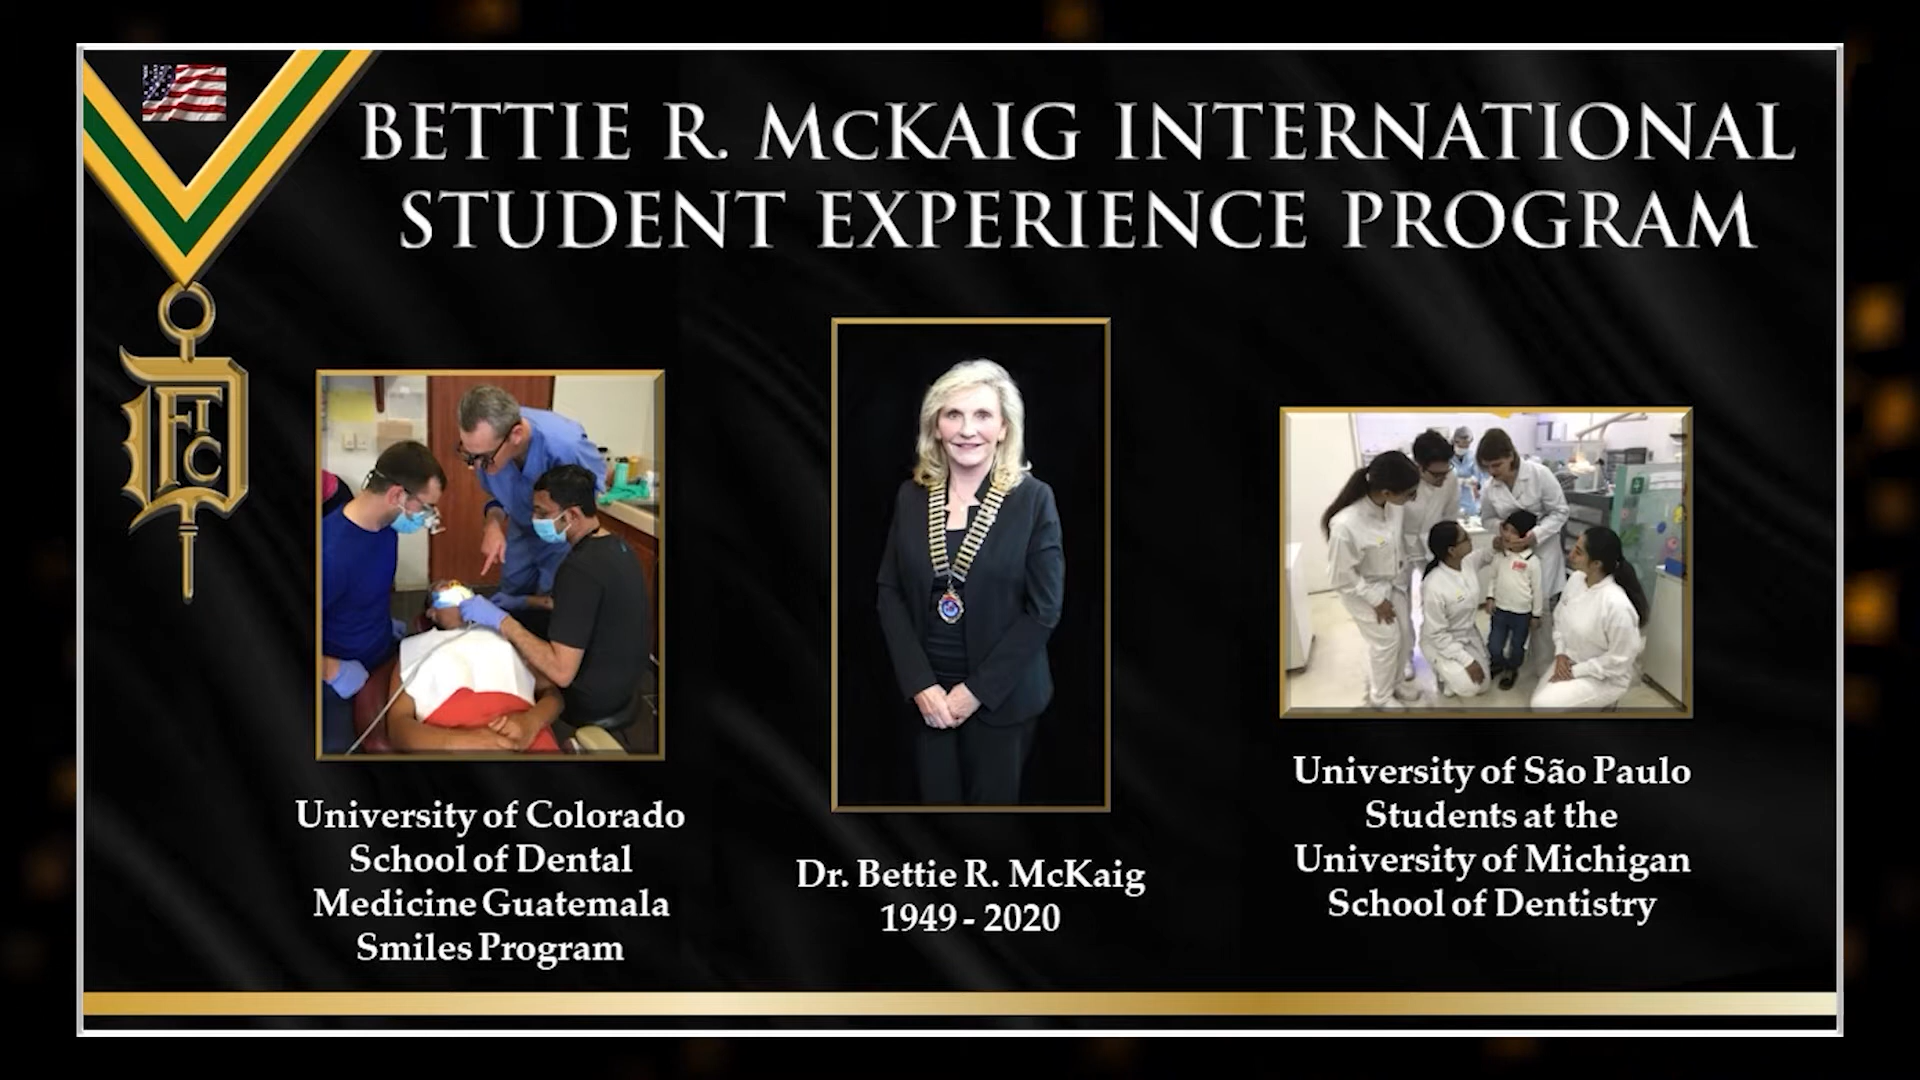 BETTIE R. McKAIG INTERNATIONAL
STUDENT EXPERIENCE PROGRAM
FTC
University of Colorado
School of Dental
Medicine Guatemala
Smiles Program
Dr. Bettie R. McKaig
1949 - 2020
University of São Paulo
Students at the
University of Michigan
School of Dentistry